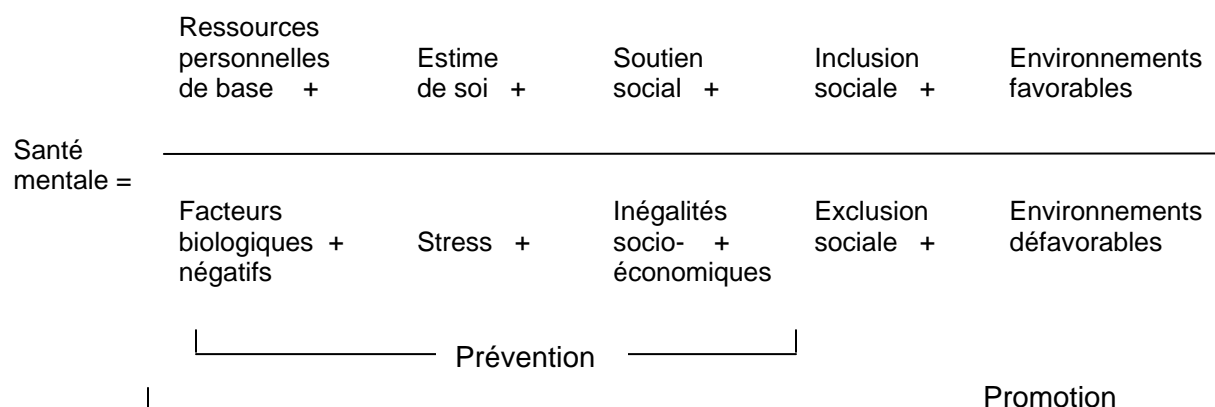 Ressources
personnelles
de base +
Estime
de soi +
Soutien
social +
Inclusion
sociale +
Environnements
favorables
Santé
mentale =
Facteurs
biologiques +
négatifs
Stress +
Inégalités
socio- +
économiques
Exclusion
sociale +
Environnements
défavorables
Prévention
Promotion